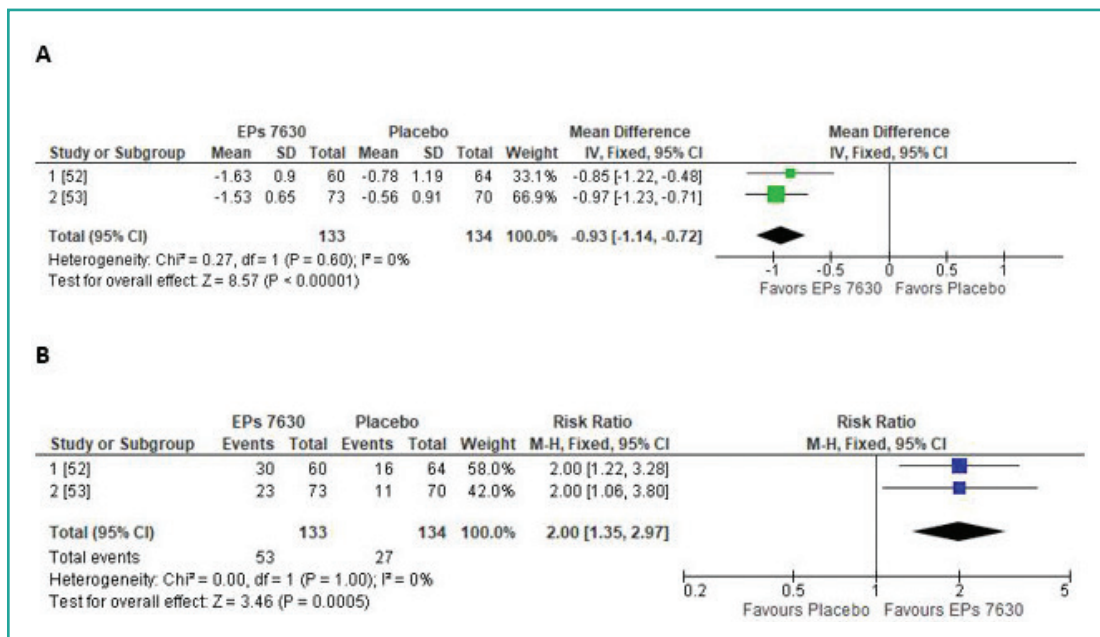 A
EPs 7630 Placebo Mean Difference Mean Difference
Study or Subgroup Mean SD Total Mean SD Total Weight IV, Fixed, 95% CI IV, Fixed, 95% CI
1 [52] -1.63 0.9 60 -0.78 1.19 64 33.1% -0.85 [-1.22, -0.48]
2 [53] -1.53 0.65 73 -0.56 0.91 70 66.9% -0.97 [-1.23, -0.71]
Total (95% CI) 133 134 100.0% -0.93 [-1.14, -0.72]
Heterogeneity: Chi² = 0.27, df = 1 (P = 0.60); I² = 0%
Test for overall effect: Z = 8.57 (P < 0.00001)
-1 -0.5 0 0.5 1
Favors EPs 7630 Favors Placebo
B
EPs 7630 Placebo Risk Ratio Risk Ratio
Study or Subgroup Events Total Events Total Weight M-H, Fixed, 95% CI M-H, Fixed, 95% CI
1 [52] 30 60 16 64 58.0% 2.00 [1.22, 3.28]
2 [53] 23 73 11 70 42.0% 2.00 [1.06, 3.80]
Total (95% CI) 133 134 100.0% 2.00 [1.35, 2.97]
Total events 53 27
Heterogeneity: Chi² = 0.00, df = 1 (P = 1.00); I² = 0%
Test for overall effect: Z = 3.46 (P = 0.0005)
0.2 0.5 1 2 5
Favours Placebo Favours EPs 7630